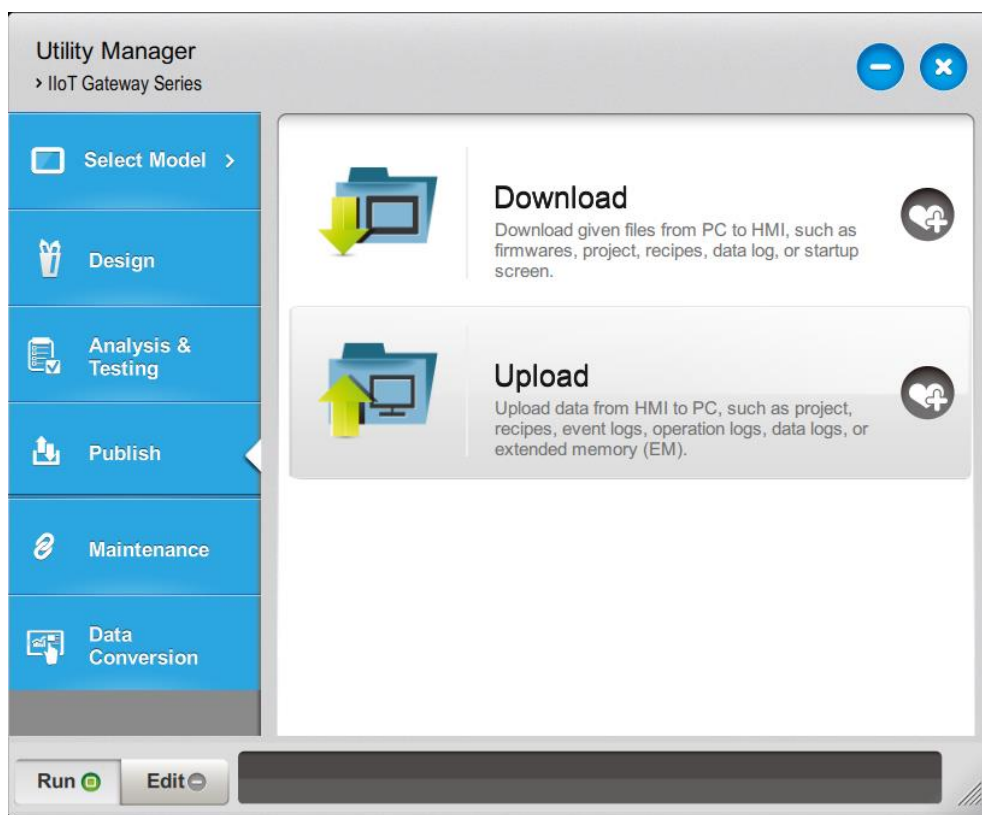 Utility Manager
> IIoT Gateway Series
Select Model >
Design
Analysis &
Testing
Publish
Maintenance
Data
Conversion
Download
Download given files from PC to HMI, such as
firmwares, project, recipes, data log, or startup
screen.
Upload
Upload data from HMI to PC, such as project,
recipes, event logs, operation logs, data logs, or
extended memory (EM).
Run
Edit